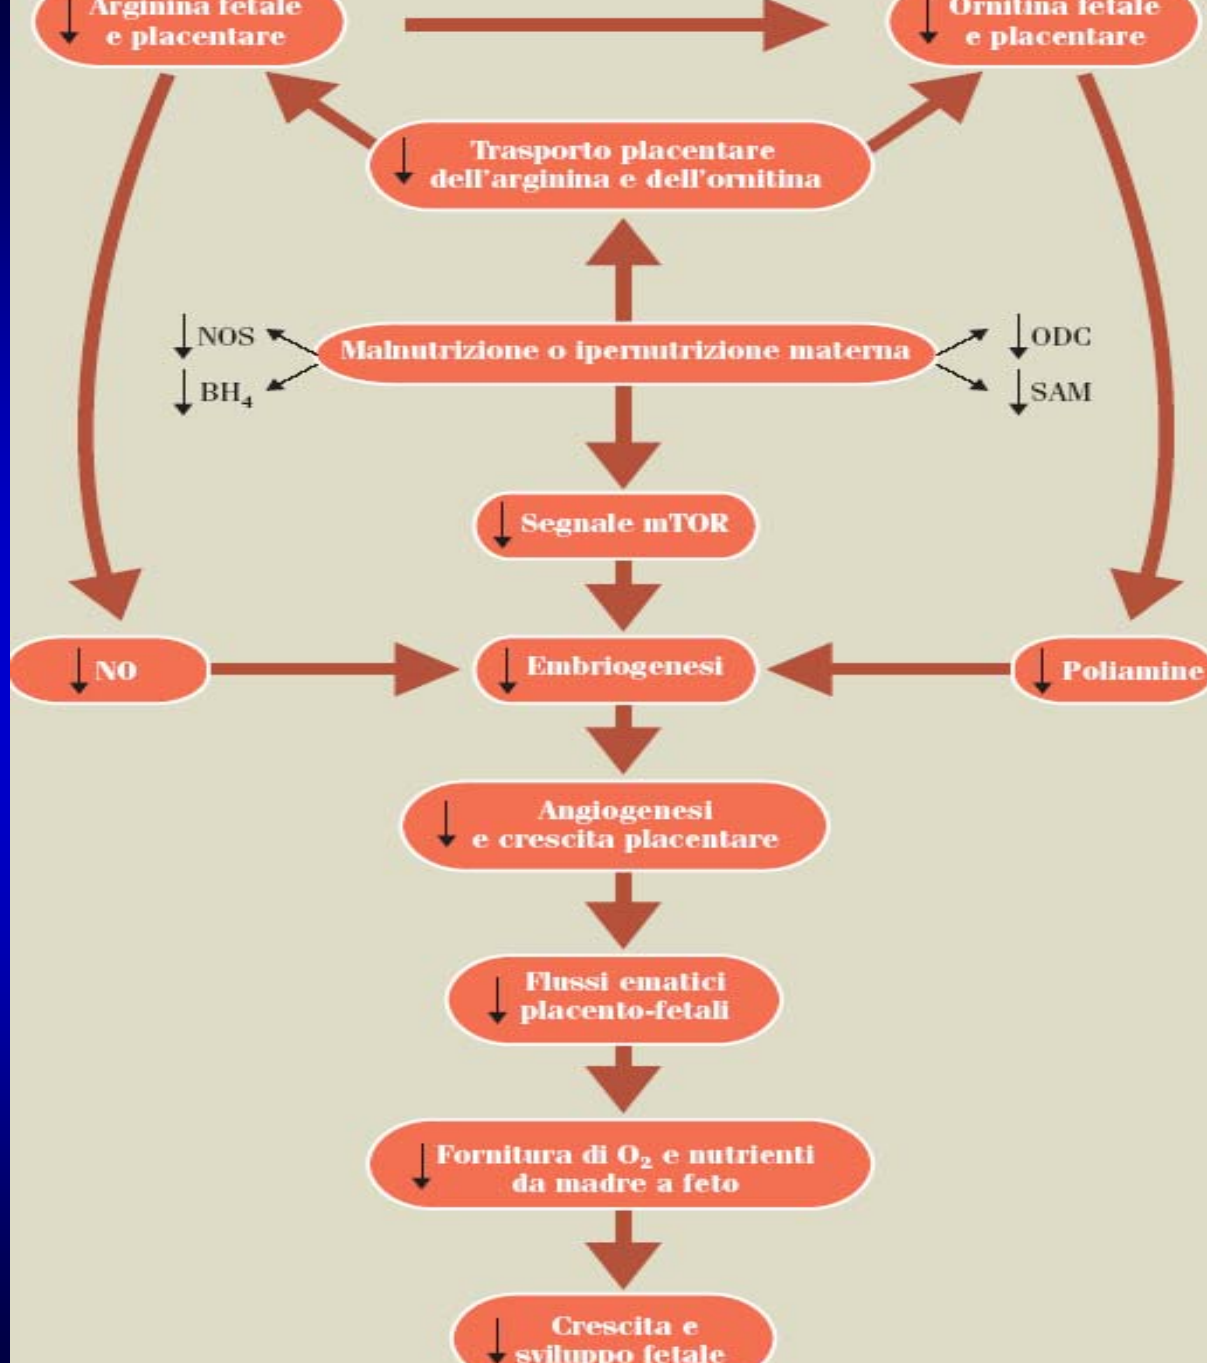 Arginina fetale
e placentare
Ornitina fetale
e placentare
Trasporto placentare
dell'arginina e dell'ornitina
NOS
BH₄
Malnutrizione o ipernutrizione materna
ODC
SAM
Segnale mTOR
NO
Embriogenesi
Poliamine
Angiogenesi
e crescita placentare
Flussi ematici
placento-fetali
Fornitura di O₂ e nutrienti
da madre a feto
Crescita e
sviluppo fetale